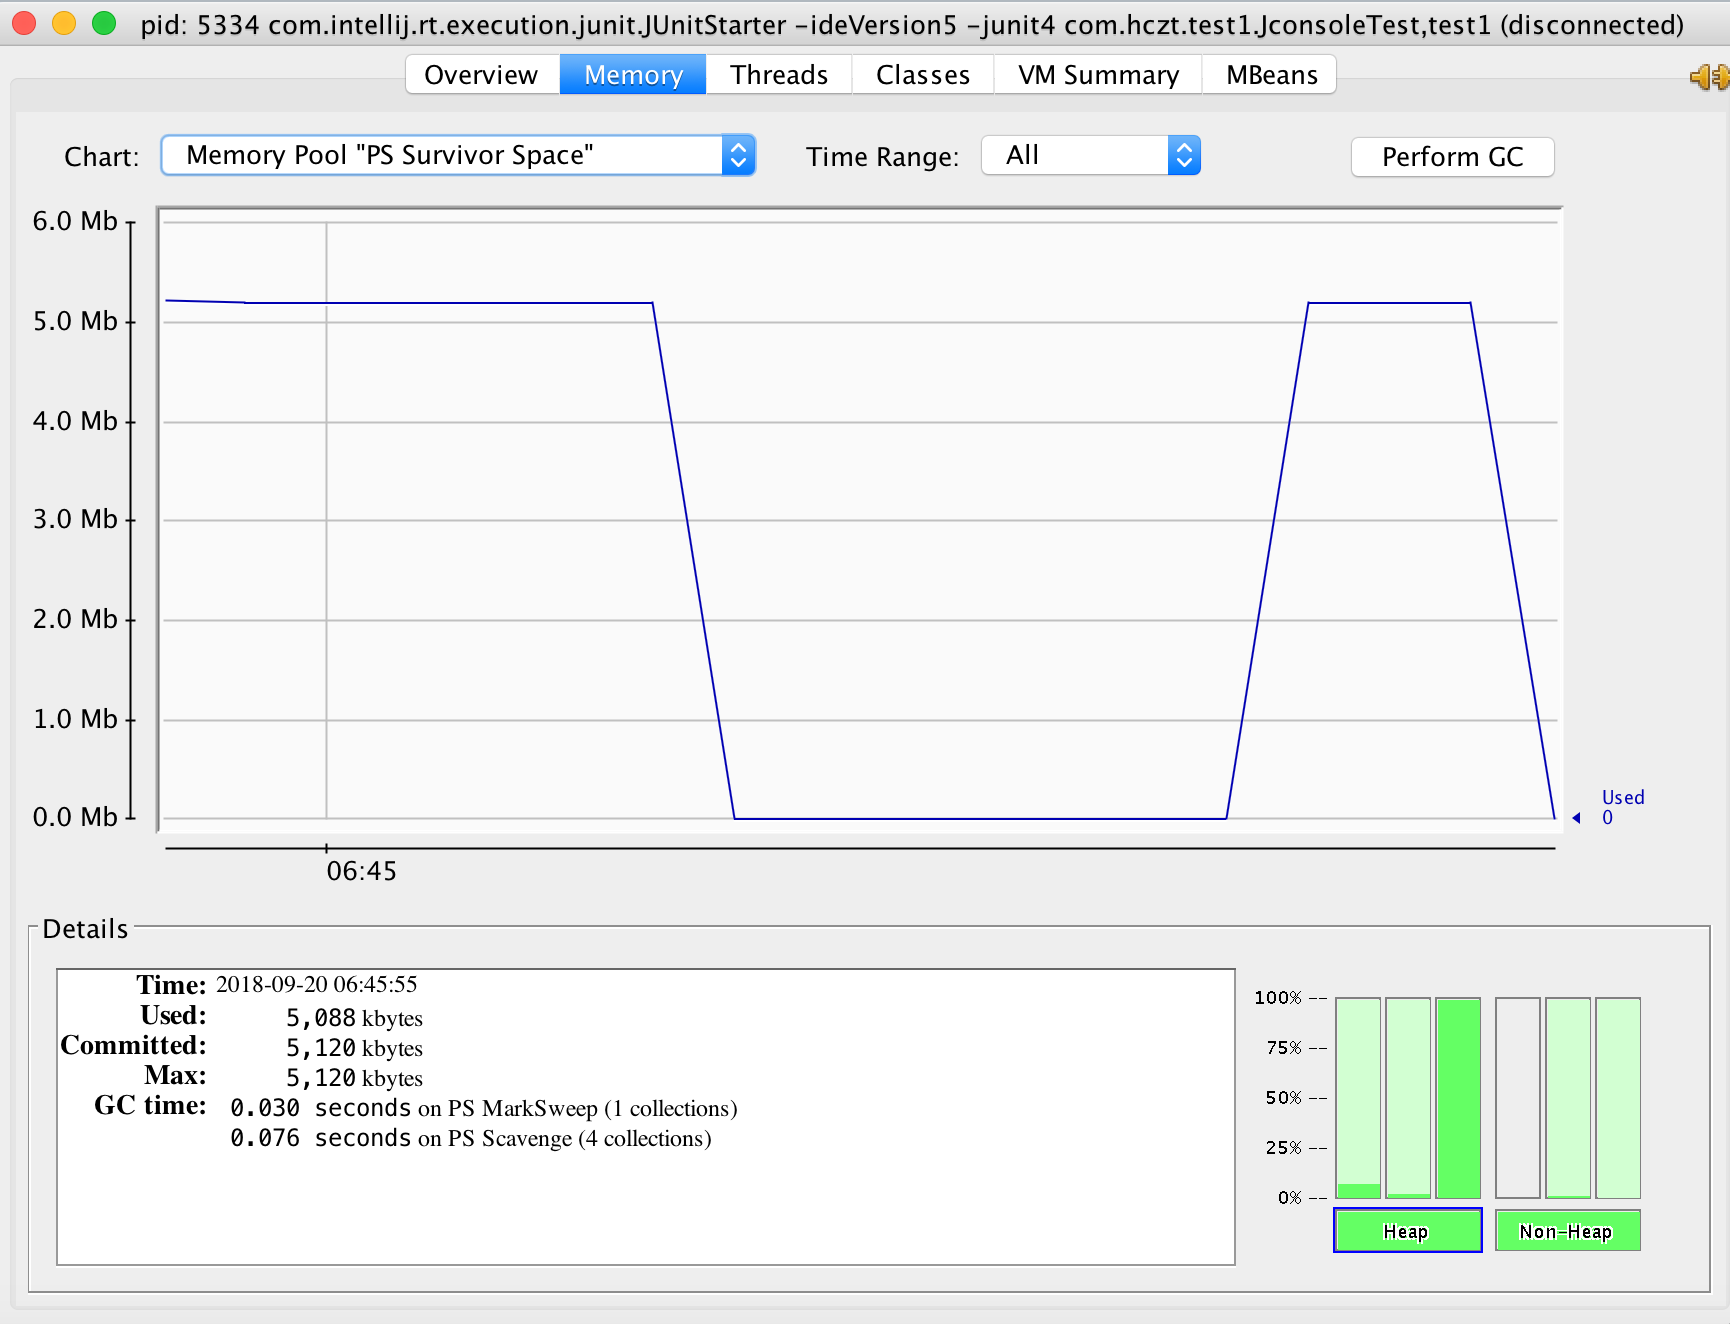 pid: 5334 com.intellij.rt.execution.junit.JUnitStarter -ideVersion5 -junit4 com.hczt.test1.JconsoleTest,test1 (disconnected)
Overview Memory Threads Classes VM Summary MBeans
Chart: Memory Pool "PS Survivor Space" Time Range: All Perform GC
6.0 Mb
5.0 Mb
4.0 Mb
3.0 Mb
2.0 Mb
1.0 Mb
0.0 Mb
Used
0
06:45
Details
Time: 2018-09-20 06:45:55
Used: 5,088 kbytes
Committed: 5,120 kbytes
Max: 5,120 kbytes
GC time: 0.030 seconds on PS MarkSweep (1 collections)
0.076 seconds on PS Scavenge (4 collections)
100% --
75% --
50% --
25% --
0% --
Heap Non-Heap